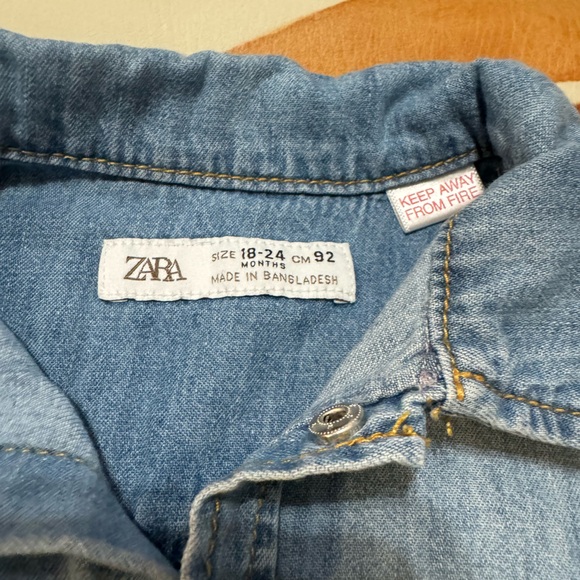 KEEP AWAY
FROM FIRE
ZARA
SIZE 18-24 CM 92
MONTHS
MADE IN BANGLADESH